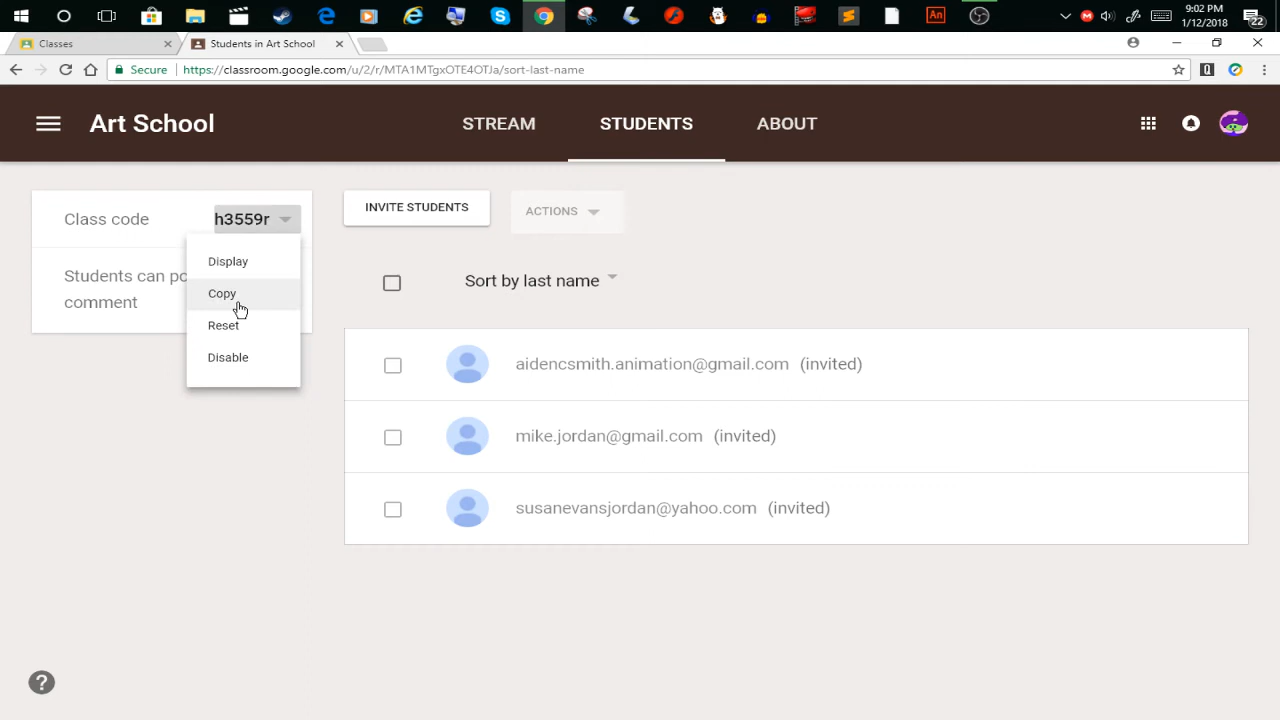 9:02 PM
1/12/2018
22
Classes
Students in Art School
Secure
https://classroom.google.com/u/2/r/MTA1MTgxOTE4OTJa/sort-last-name
Art School
STREAM
STUDENTS
ABOUT
Class code
h3559r
INVITE STUDENTS
ACTIONS
Display
Students can po
comment
Copy
Reset
Disable
Sort by last name
aidencsmith.animation@gmail.com (invited)
mike.jordan@gmail.com (invited)
susanevansjordan@yahoo.com (invited)
?